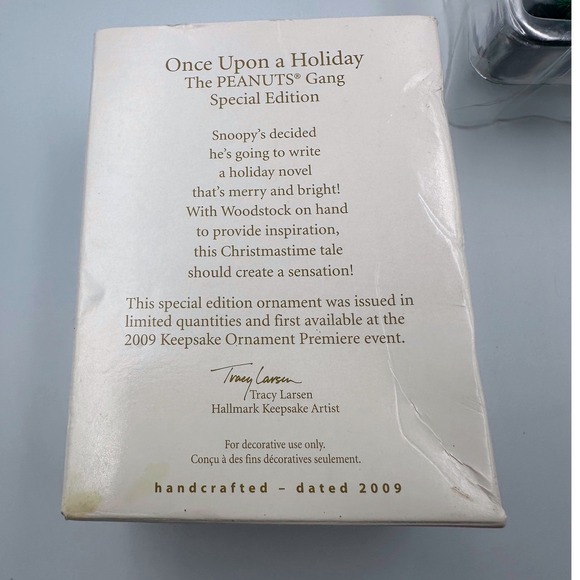 Once Upon a Holiday
The PEANUTS® Gang
Special Edition
Snoopy's decided
he's going to write
a holiday novel
that's merry and bright!
With Woodstock on hand
to provide inspiration,
this Christmastime tale
should create a sensation!
This special edition ornament was issued in
limited quantities and first available at the
2009 Keepsake Ornament Premiere event.
Tracy Larsen
Tracy Larsen
Hallmark Keepsake Artist
For decorative use only.
Conçu à des fins décoratives seulement.
handcrafted – dated 2009